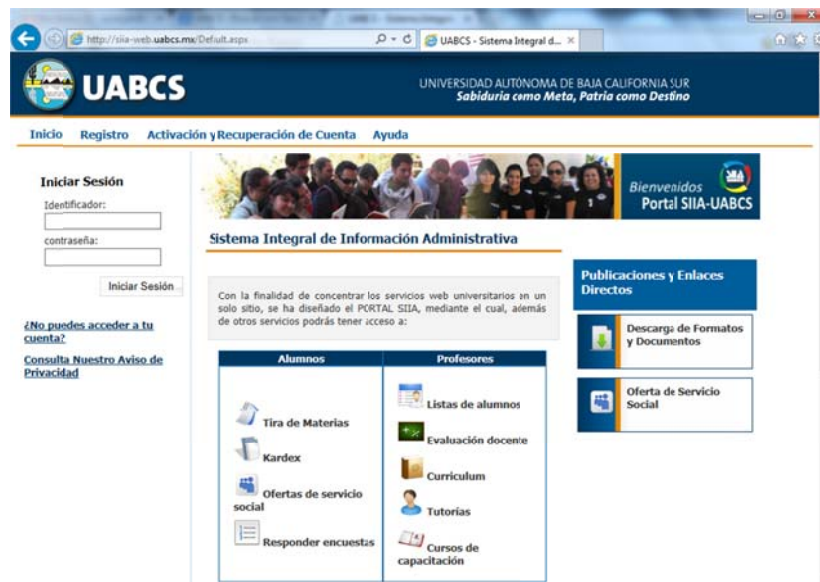 http://siia-web.uabcs.mx/Default.aspx
UABCS - Sistema Integral d...
UABCS
UNIVERSIDAD AUTÓNOMA DE BAJA CALIFORNIA SUR
Sabiduria como Meta, Patria como Destino
Inicio Registro Activación y Recuperación de Cuenta Ayuda
Iniciar Sesión
Identificador:
contraseña:
Iniciar Sesión
¿No puedes acceder a tu
cuenta?
Consulta Nuestro Aviso de
Privacidad
Bienvenidos
Portal SIIA-UABCS
Sistema Integral de Información Administrativa
Con la finalidad de concentrar los servicios web universitarios en un
solo sitio, se ha diseñado el PORTAL SIIA, mediante el cual, además
de otros servicios podrás tener acceso a:
Alumnos
Tira de Materias
Kardex
Ofertas de servicio
social
Responder encuestas
Profesores
Listas de alumnos
Evaluación docente
Curriculum
Tutorias
Cursos de
capacitación
Publicaciones y Enlaces
Directos
Descarga de Formatos
y Documentos
Oferta de Servicio
Social